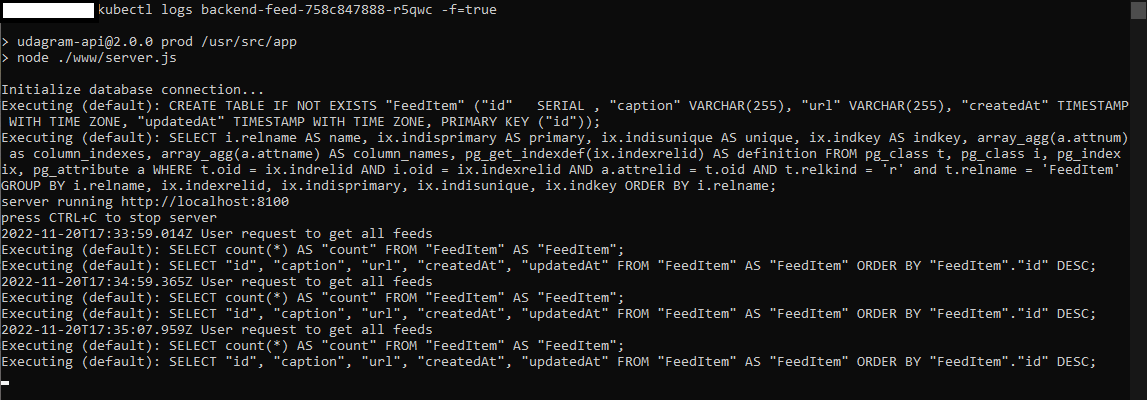 kubectl logs backend-feed-758c847888-r5qwc -f=true
> udagram-api@2.0.0 prod /usr/src/app
> node ./www/server.js
Initialize database connection...
Executing (default): CREATE TABLE IF NOT EXISTS "FeedItem" ("id"   SERIAL , "caption" VARCHAR(255), "url" VARCHAR(255), "createdAt" TIMESTAMP
 WITH TIME ZONE, "updatedAt" TIMESTAMP WITH TIME ZONE, PRIMARY KEY ("id"));
Executing (default): SELECT i.relname AS name, ix.indisprimary AS primary, ix.indisunique AS unique, ix.indkey AS indkey, array_agg(a.attnum)
 as column_indexes, array_agg(a.attname) AS column_names, pg_get_indexdef(ix.indexrelid) AS definition FROM pg_class t, pg_class i, pg_index
ix, pg_attribute a WHERE t.oid = ix.indrelid AND i.oid = ix.indexrelid AND a.attrelid = t.oid AND t.relkind = 'r' and t.relname = 'FeedItem'
GROUP BY i.relname, ix.indexrelid, ix.indisprimary, ix.indisunique, ix.indkey ORDER BY i.relname;
server running http://localhost:8100
press CTRL+C to stop server
2022-11-20T17:33:59.014Z User request to get all feeds
Executing (default): SELECT count(*) AS "count" FROM "FeedItem" AS "FeedItem";
Executing (default): SELECT "id", "caption", "url", "createdAt", "updatedAt" FROM "FeedItem" AS "FeedItem" ORDER BY "FeedItem"."id" DESC;
2022-11-20T17:34:59.365Z User request to get all feeds
Executing (default): SELECT count(*) AS "count" FROM "FeedItem" AS "FeedItem";
Executing (default): SELECT "id", "caption", "url", "createdAt", "updatedAt" FROM "FeedItem" AS "FeedItem" ORDER BY "FeedItem"."id" DESC;
2022-11-20T17:35:07.959Z User request to get all feeds
Executing (default): SELECT count(*) AS "count" FROM "FeedItem" AS "FeedItem";
Executing (default): SELECT "id", "caption", "url", "createdAt", "updatedAt" FROM "FeedItem" AS "FeedItem" ORDER BY "FeedItem"."id" DESC;